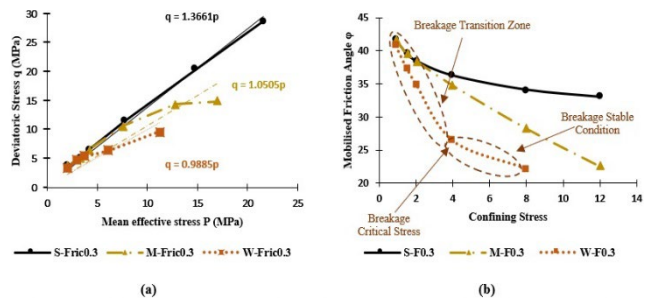 Deviatoric Stress q (MPa)
30
25
20
15
10
5
0
0
5
10
15
20
25
Mean effective stress P (MPa)
q = 1.3661p
q = 1.0505p
q = 0.9885p
S-Fric0.3
M-Fric0.3
W-Fric0.3
(a)
Mobilised Friction Angle φ
45
40
35
30
25
20
0
2
4
6
8
10
12
14
Confining Stress
Breakage Transition Zone
Breakage Stable
Condition
Breakage
Critical Stress
S-F0.3
M-F0.3
W-F0.3
(b)